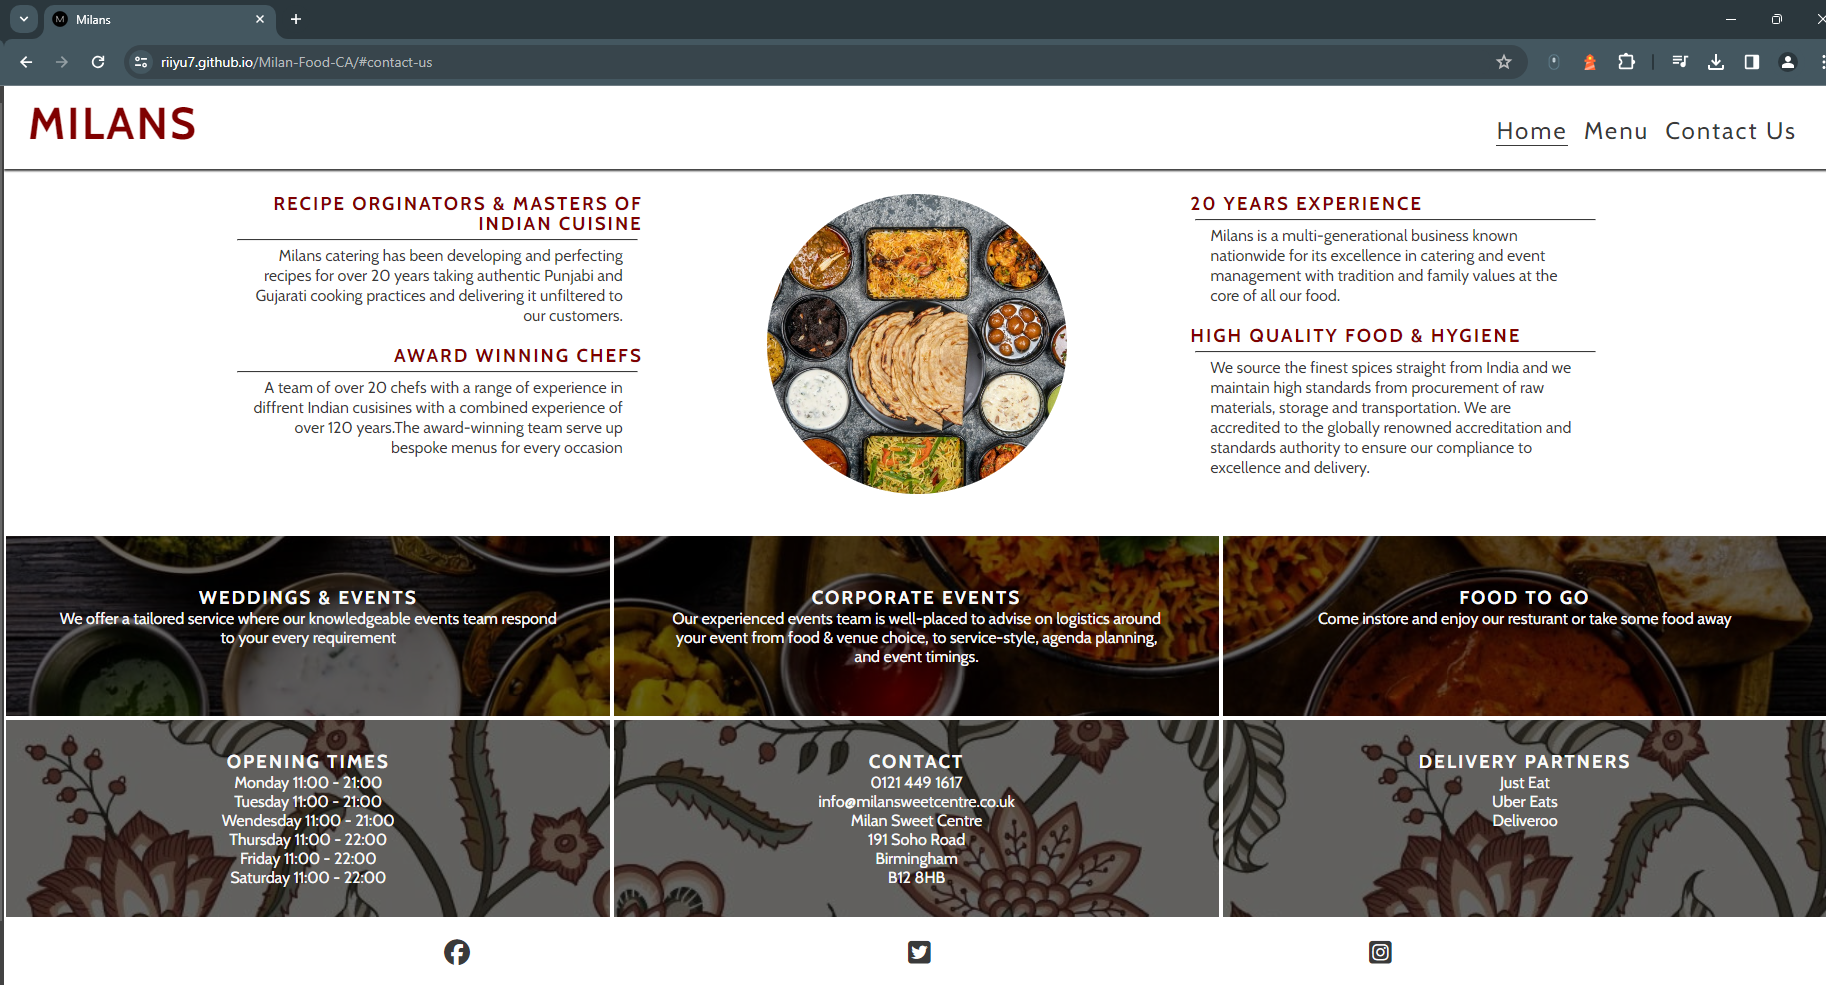 Milans
riiyu7.github.io/Milan-Food-CA/#contact-us
MILANS
Home Menu Contact Us
RECIPE ORGINATORS & MASTERS OF
INDIAN CUISINE
Milans catering has been developing and perfecting
recipes for over 20 years taking authentic Punjabi and
Gujarati cooking practices and delivering it unfiltered to
our customers.
AWARD WINNING CHEFS
A team of over 20 chefs with a range of experience in
diffrent Indian cusisines with a combined experience of
over 120 years.The award-winning team serve up
bespoke menus for every occasion
20 YEARS EXPERIENCE
Milans is a multi-generational business known
nationwide for its excellence in catering and event
management with tradition and family values at the
core of all our food.
HIGH QUALITY FOOD & HYGIENE
We source the finest spices straight from India and we
maintain high standards from procurement of raw
materials, storage and transportation. We are
accredited to the globally renowned accreditation and
standards authority to ensure our compliance to
excellence and delivery.
WEDDINGS & EVENTS
We offer a tailored service where our knowledgeable events team respond
to your every requirement
CORPORATE EVENTS
Our experienced events team is well-placed to advise on logistics around
your event from food & venue choice, to service-style, agenda planning,
and event timings.
FOOD TO GO
Come instore and enjoy our resturant or take some food away
OPENING TIMES
Monday 11:00 - 21:00
Tuesday 11:00 - 21:00
Wendesday 11:00 - 21:00
Thursday 11:00 - 22:00
Friday 11:00 - 22:00
Saturday 11:00 - 22:00
CONTACT
0121 449 1617
info@milansweetcentre.co.uk
Milan Sweet Centre
191 Soho Road
Birmingham
B12 8HB
DELIVERY PARTNERS
Just Eat
Uber Eats
Deliveroo